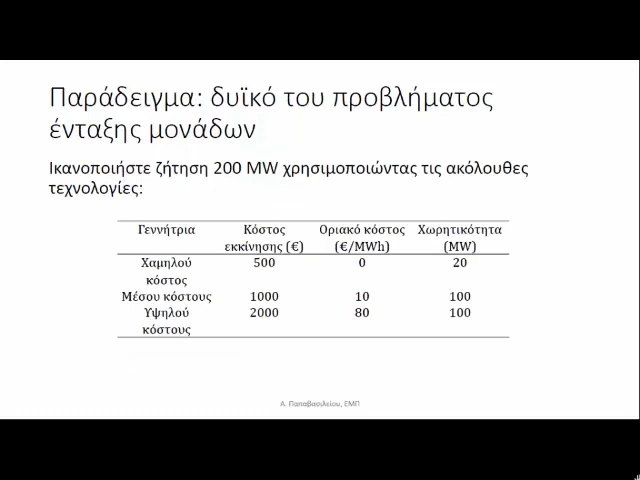 Παράδειγμα: δυϊκό του προβλήματος
ένταξης μονάδων
Ικανοποιήστε ζήτηση 200 MW χρησιμοποιώντας τις ακόλουθες
τεχνολογίες:
Γεννήτρια Κόστος εκκίνησης (€) Οριακό κόστος (€/MWh) Χωρητικότητα (MW)
Χαμηλού κόστος 500 0 20
Μέσου κόστους 1000 10 100
Υψηλού κόστους 2000 80 100
Α. Παπαβασιλείου, ΕΜΠ